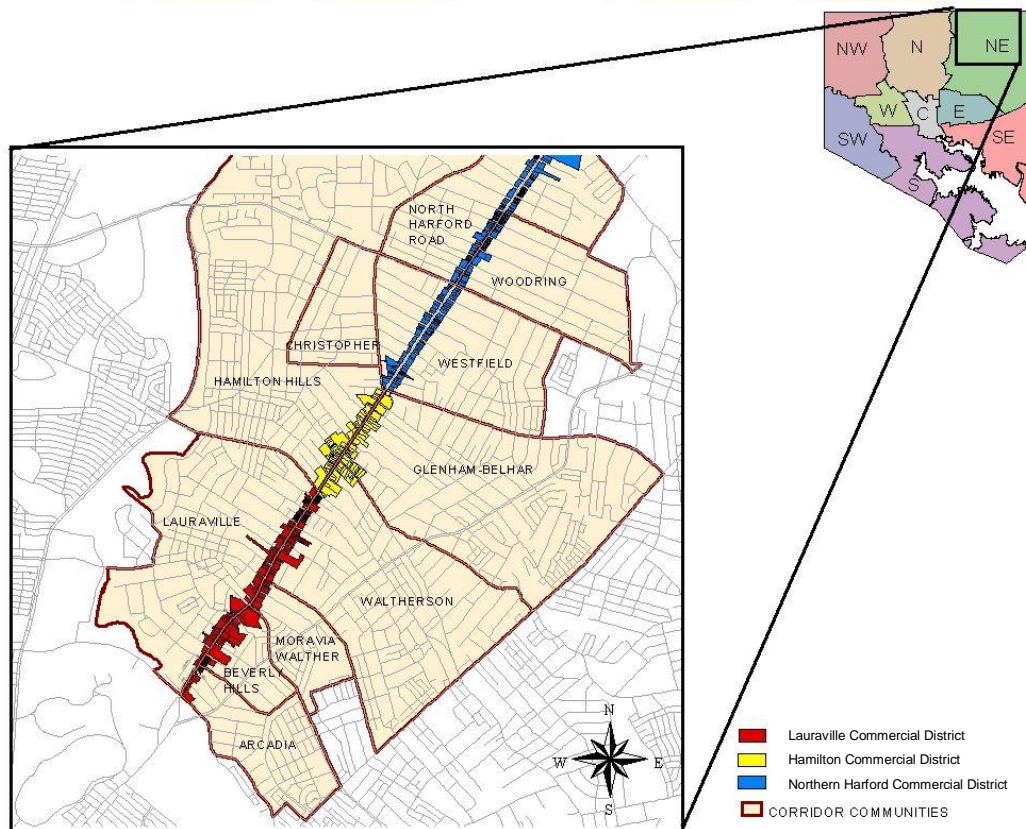 NW
N
NE
W
C
E
SW
SE
S
NORTH
HARFORD
ROAD
WOODRING
CHRISTOPHER
WESTFIELD
HAMILTON HILLS
GLENHAM-BELHAR
LAURAVILLE
WALTHERSON
MORAVIA
WALTHER
BEVERLY
HILLS
ARCADIA
N
W
E
S
Lauraville Commercial District
Hamilton Commercial District
Northern Harford Commercial District
CORRIDOR COMMUNITIES